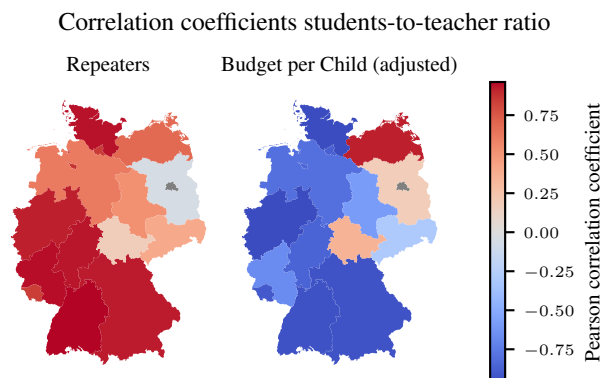 Correlation coefficients students-to-teacher ratio
Repeaters
Budget per Child (adjusted)
0.75
0.50
0.25
0.00
−0.25
−0.50
−0.75
Pearson correlation coefficient